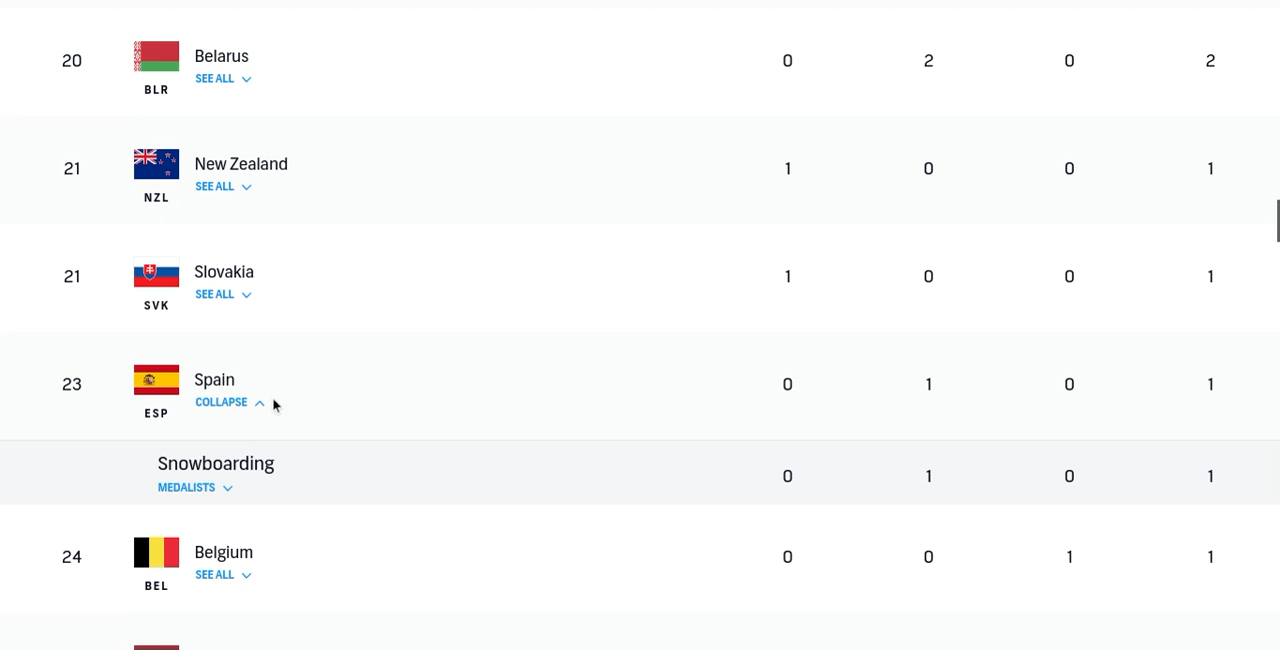 20 Belarus 0 2 0 2
SEE ALL
BLR
21 New Zealand 1 0 0 1
SEE ALL
NZL
21 Slovakia 1 0 0 1
SEE ALL
SVK
23 Spain 0 1 0 1
COLLAPSE
ESP
Snowboarding 0 1 0 1
MEDALISTS
24 Belgium 0 0 1 1
SEE ALL
BEL